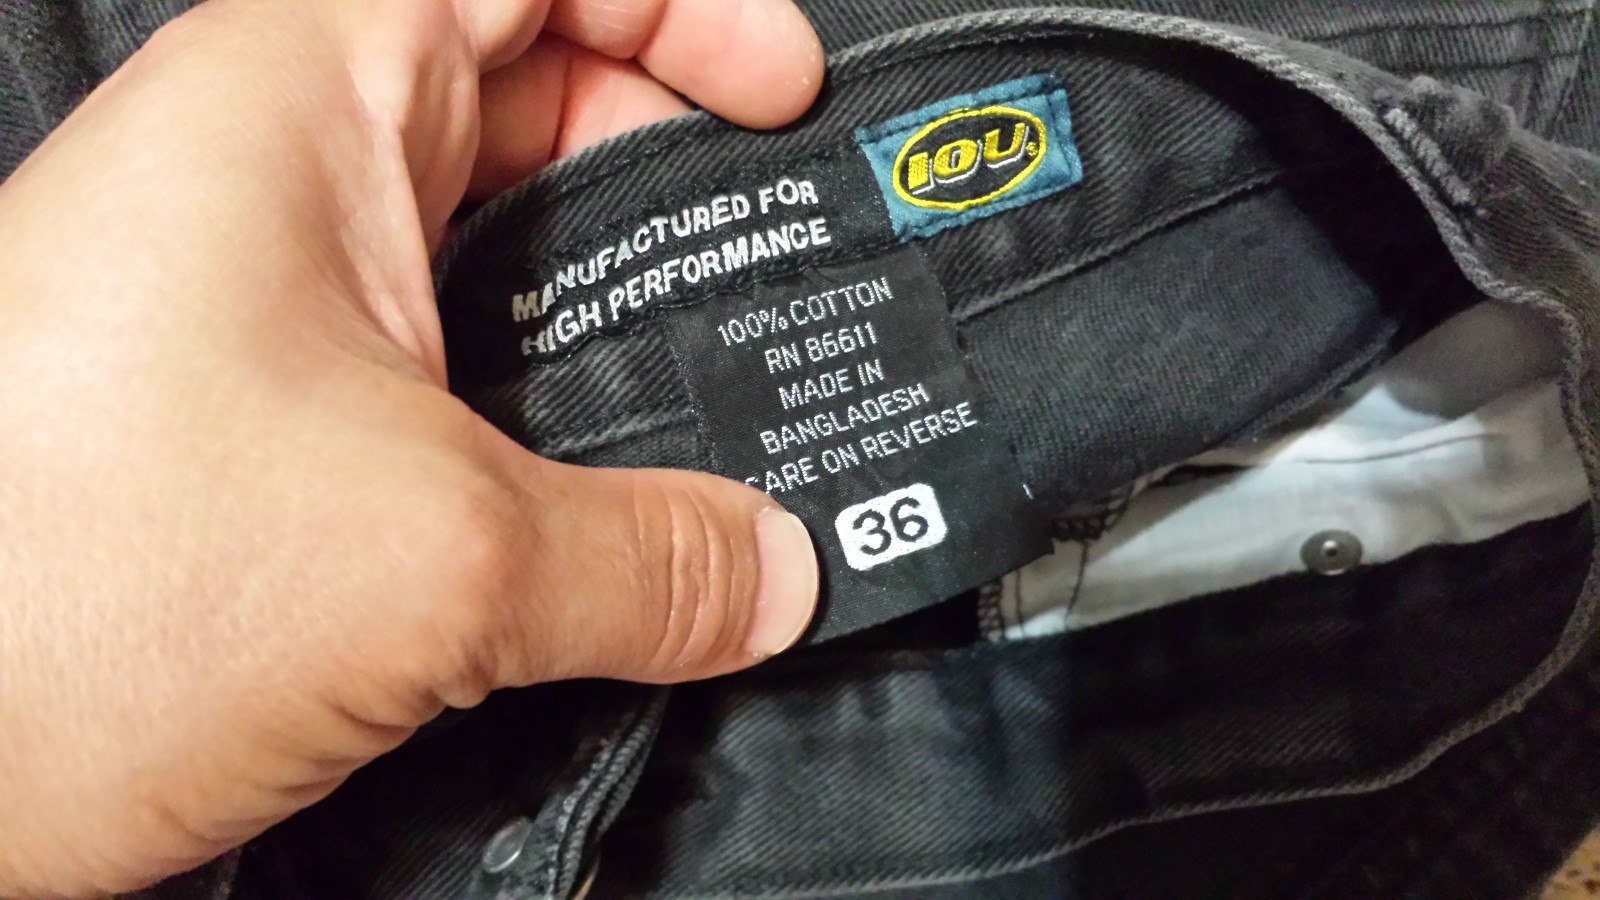 IOU
MANUFACTURED FOR
HIGH PERFORMANCE
100% COTTON
RN 86611
MADE IN
BANGLADESH
CARE ON REVERSE
36